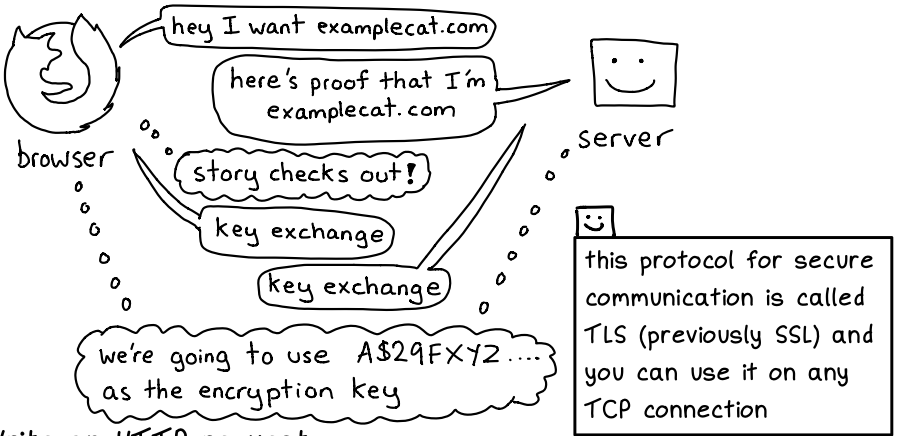 hey I want examplecat.com
here's proof that I'm
examplecat.com
browser
server
story checks out!
key exchange
key exchange
we're going to use A$29FXYZ....
as the encryption key
this protocol for secure
communication is called
TLS (previously SSL) and
you can use it on any
TCP connection